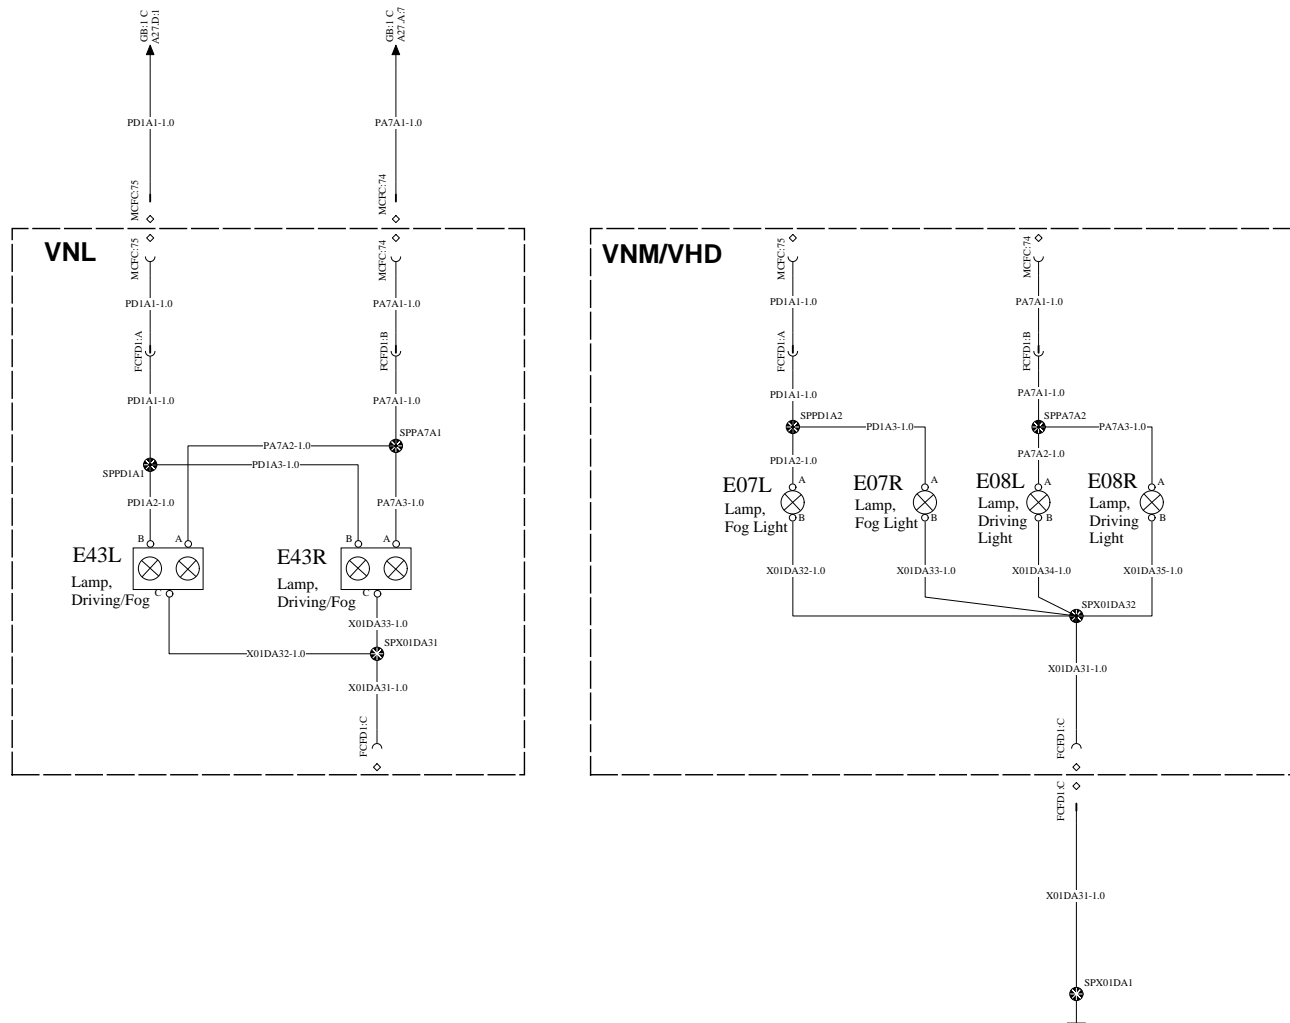 GB:1 C
A27.D:1
GB:1 C
A27.A:7
PD1A1-1.0
PA7A1-1.0
MCFC:75
MCFC:74
VNL
MCFC:75
MCFC:74
PD1A1-1.0
PA7A1-1.0
FCFD1:A
FCFD1:B
PD1A1-1.0
PA7A1-1.0
SPPA7A1
PA7A2-1.0
PD1A3-1.0
SPPD1A1
PD1A2-1.0
PA7A3-1.0
B
A
B
A
E43L
Lamp,
Driving/Fog
E43R
Lamp,
Driving/Fog
C
C
X01DA33-1.0
SPX01DA31
X01DA32-1.0
X01DA31-1.0
FCFD1:C
VNM/VHD
MCFC:75
MCFC:74
PD1A1-1.0
PA7A1-1.0
FCFD1:A
FCFD1:B
PD1A1-1.0
PA7A1-1.0
SPPD1A2
SPPA7A2
PD1A3-1.0
PA7A3-1.0
PD1A2-1.0
PA7A2-1.0
E07L
Lamp,
Fog Light
A
B
E07R
Lamp,
Fog Light
A
B
E08L
Lamp,
Driving
Light
A
B
E08R
Lamp,
Driving
Light
A
B
X01DA32-1.0
X01DA33-1.0
X01DA34-1.0
X01DA35-1.0
SPX01DA32
X01DA31-1.0
FCFD1:C
FCFD1:C
X01DA31-1.0
SPX01DA1